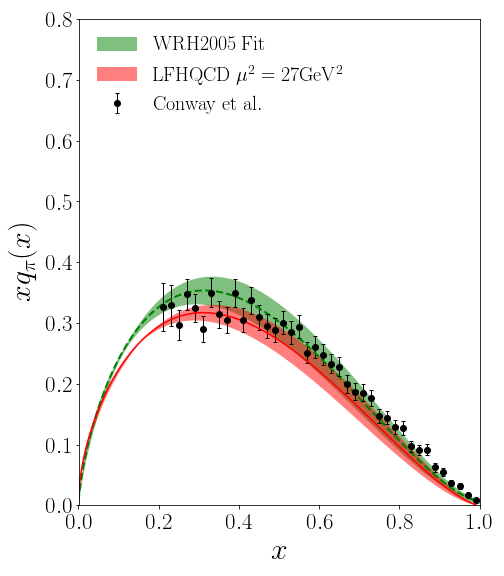 WRH2005 Fit
LFHQCD μ² = 27GeV²
Conway et al.
0.8
0.7
0.6
0.5
0.4
0.3
0.2
0.1
0.0
xqπ(x)
0.0 0.2 0.4 0.6 0.8 1.0
x